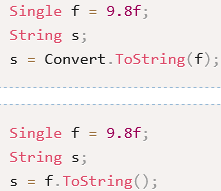 Single f = 9.8f;
String s;
s = Convert.ToString(f);
Single f = 9.8f;
String s;
s = f.ToString();